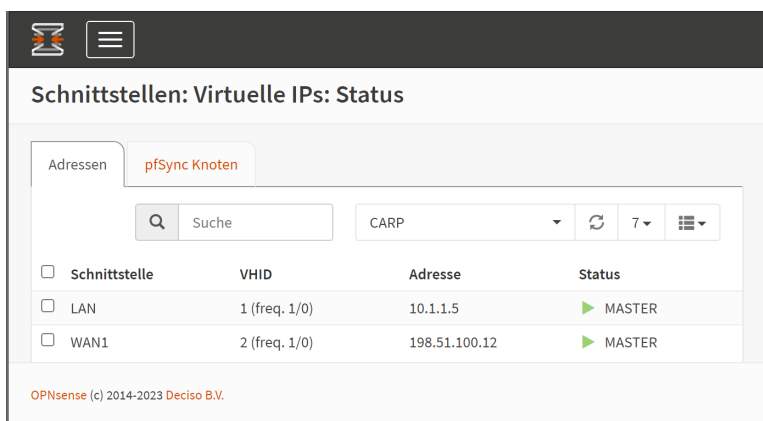 Schnittstellen: Virtuelle IPs: Status
Adressen pfSync Knoten
Suche CARP 7
Schnittstelle VHID Adresse Status
LAN 1 (freq. 1/0) 10.1.1.5 MASTER
WAN1 2 (freq. 1/0) 198.51.100.12 MASTER
OPNsense (c) 2014-2023 Deciso B.V.